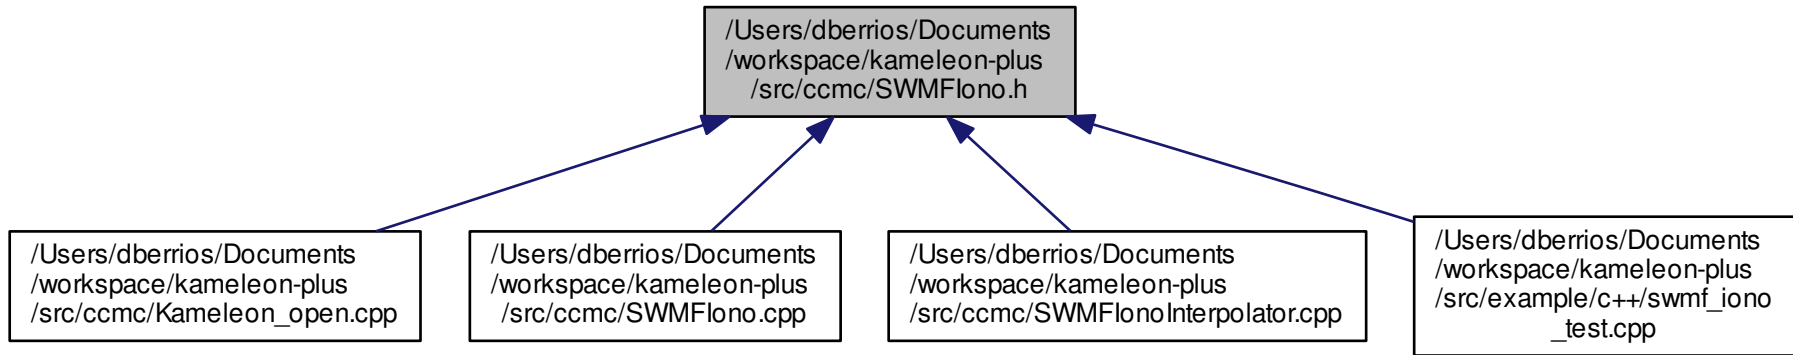 /Users/dberrios/Documents
/workspace/kameleon-plus
/src/ccmc/SWMFIono.h
/Users/dberrios/Documents
/workspace/kameleon-plus
/src/ccmc/Kameleon_open.cpp
/Users/dberrios/Documents
/workspace/kameleon-plus
/src/ccmc/SWMFIono.cpp
/Users/dberrios/Documents
/workspace/kameleon-plus
/src/ccmc/SWMFIonoInterpolator.cpp
/Users/dberrios/Documents
/workspace/kameleon-plus
/src/example/c++/swmf_iono
_test.cpp